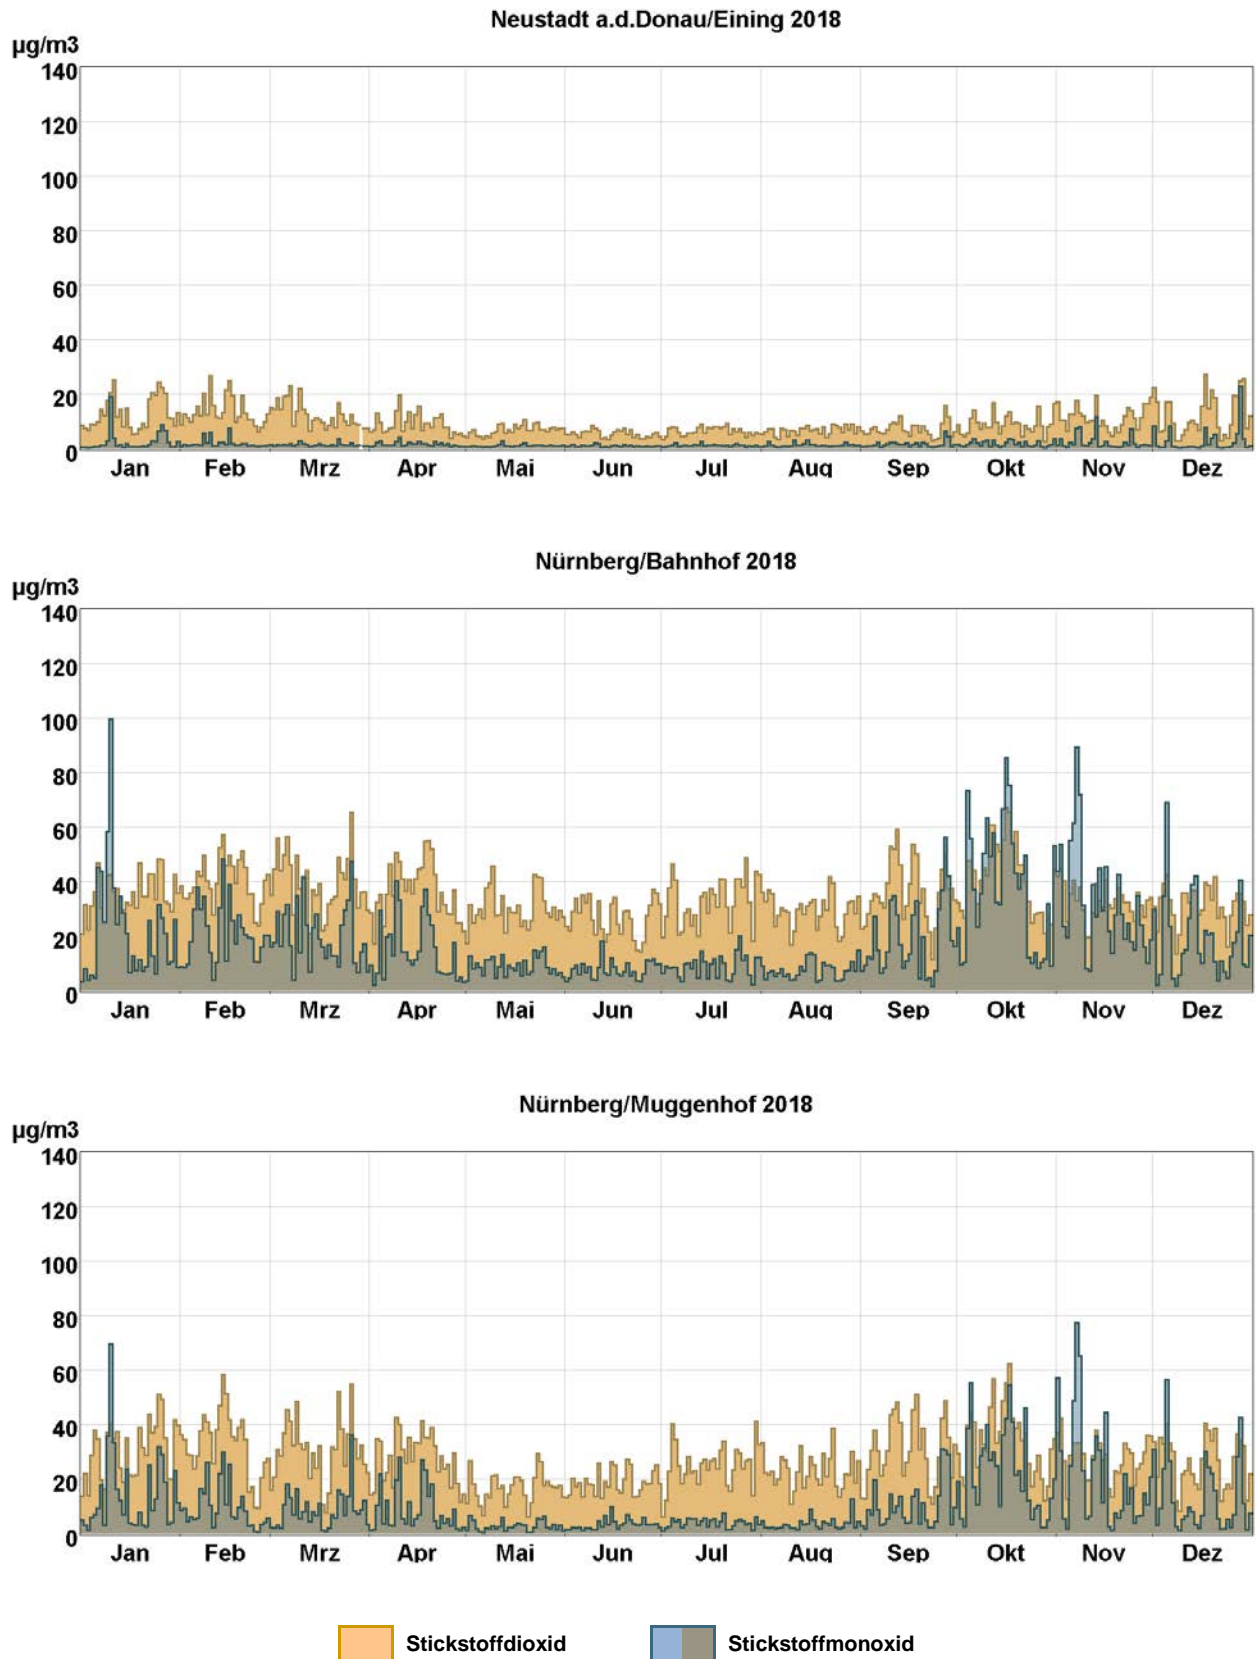 Neustadt a.d.Donau/Eining 2018
µg/m3
140
120
100
80
60
40
20
0
Jan Feb Mrz Apr Mai Jun Jul Aug Sep Okt Nov Dez
Nürnberg/Bahnhof 2018
µg/m3
140
120
100
80
60
40
20
0
Jan Feb Mrz Apr Mai Jun Jul Aug Sep Okt Nov Dez
Nürnberg/Muggenhof 2018
µg/m3
140
120
100
80
60
40
20
0
Jan Feb Mrz Apr Mai Jun Jul Aug Sep Okt Nov Dez
Stickstoffdioxid Stickstoffmonoxid